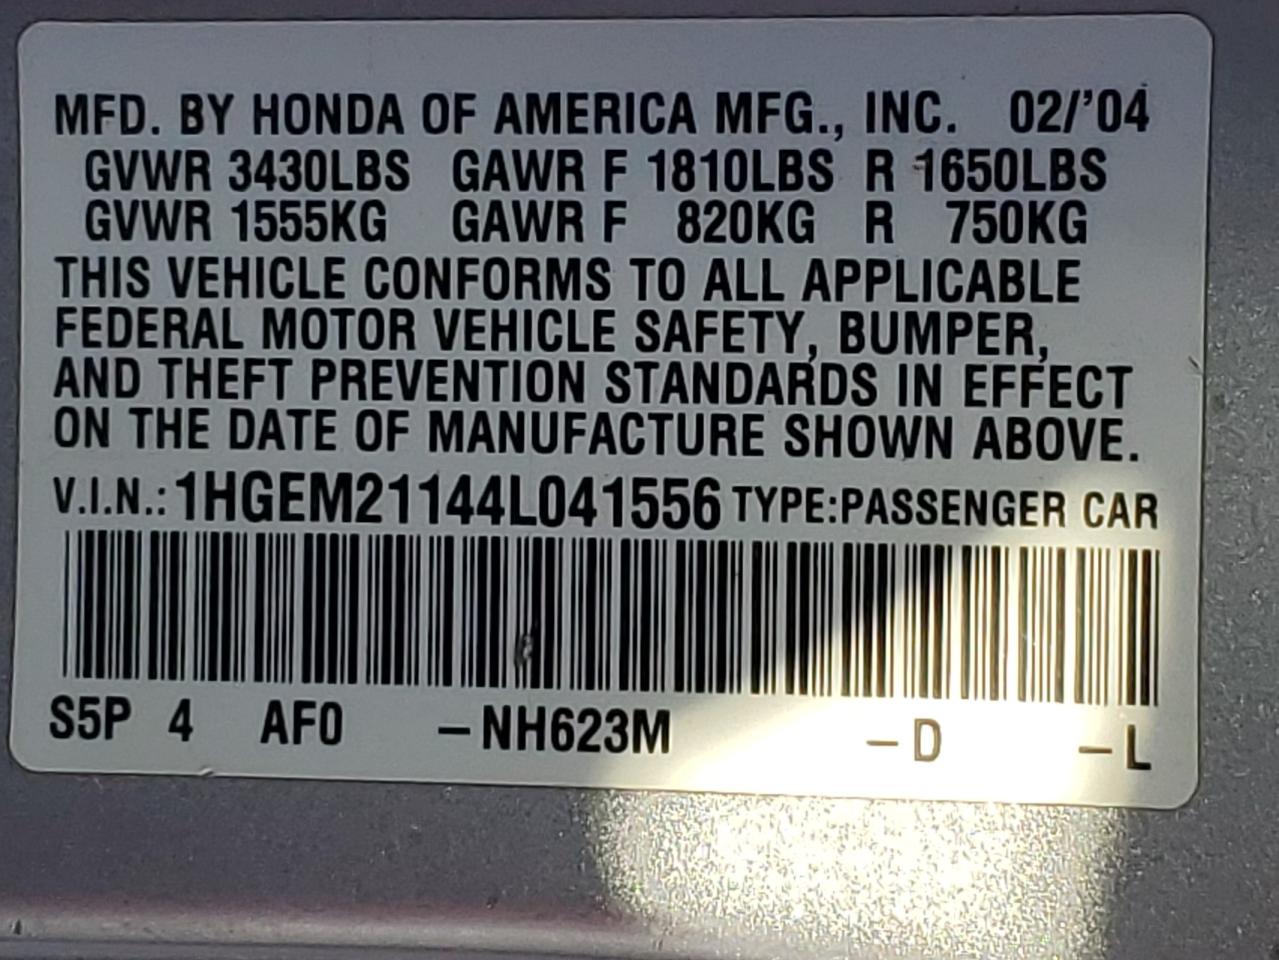 MFD. BY HONDA OF AMERICA MFG., INC. 02/'04
GVWR 3430LBS GAWR F 1810LBS R 1650LBS
GVWR 1555KG GAWR F 820KG R 750KG
THIS VEHICLE CONFORMS TO ALL APPLICABLE
FEDERAL MOTOR VEHICLE SAFETY, BUMPER,
AND THEFT PREVENTION STANDARDS IN EFFECT
ON THE DATE OF MANUFACTURE SHOWN ABOVE.
V.I.N.: 1HGEM21144L041556 TYPE:PASSENGER CAR
S5P 4 AF0 –NH623M –D –L